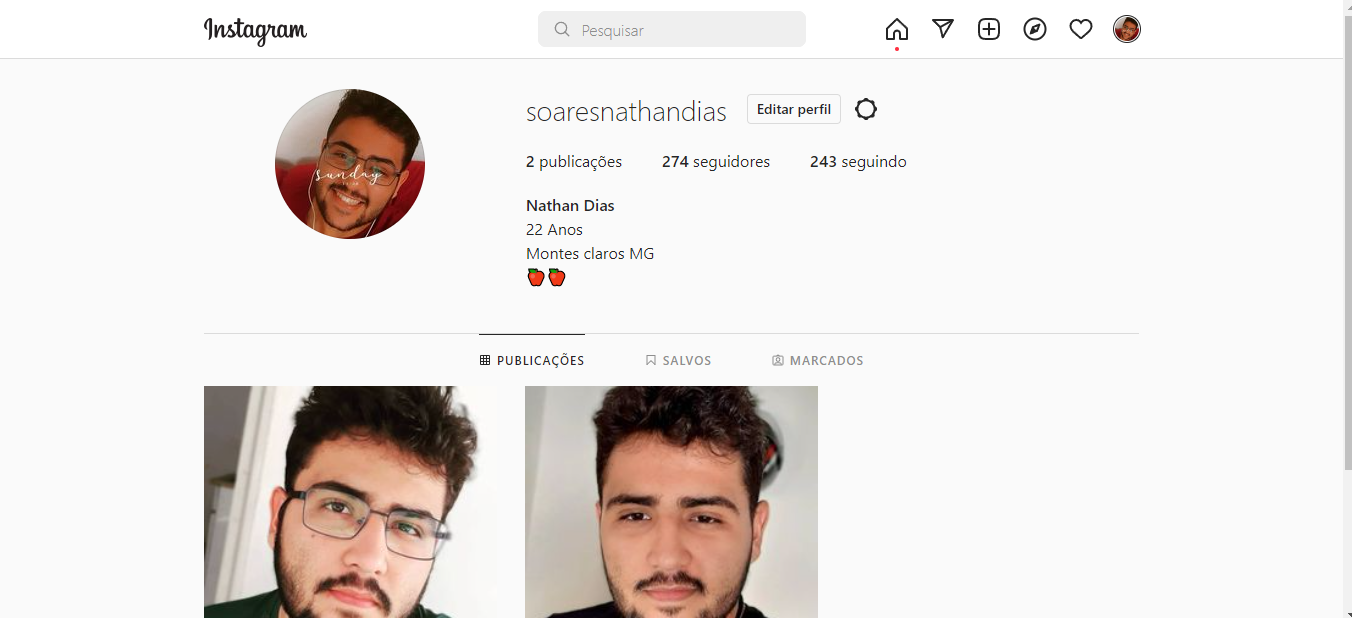 Instagram
Pesquisar
soaresnathandias Editar perfil
2 publicações 274 seguidores 243 seguindo
Nathan Dias
22 Anos
Montes claros MG
🍎🍎
PUBLICAÇÕES SALVOS MARCADOS
sunday